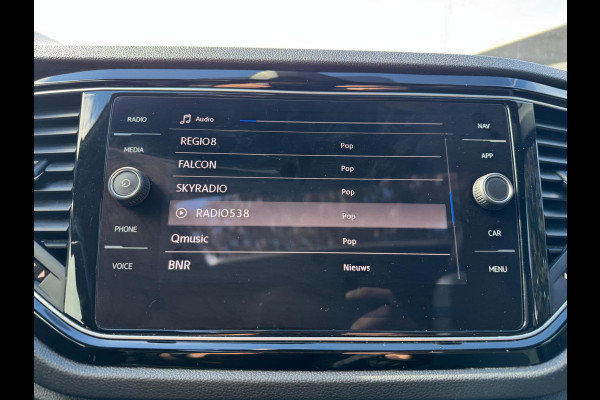 RADIO
MEDIA
PHONE
VOICE
Audio
REGIO8 Pop
FALCON Pop
SKYRADIO Pop
RADIO538 Pop
Qmusic Pop
BNR Nieuws
NAV
APP
CAR
MENU